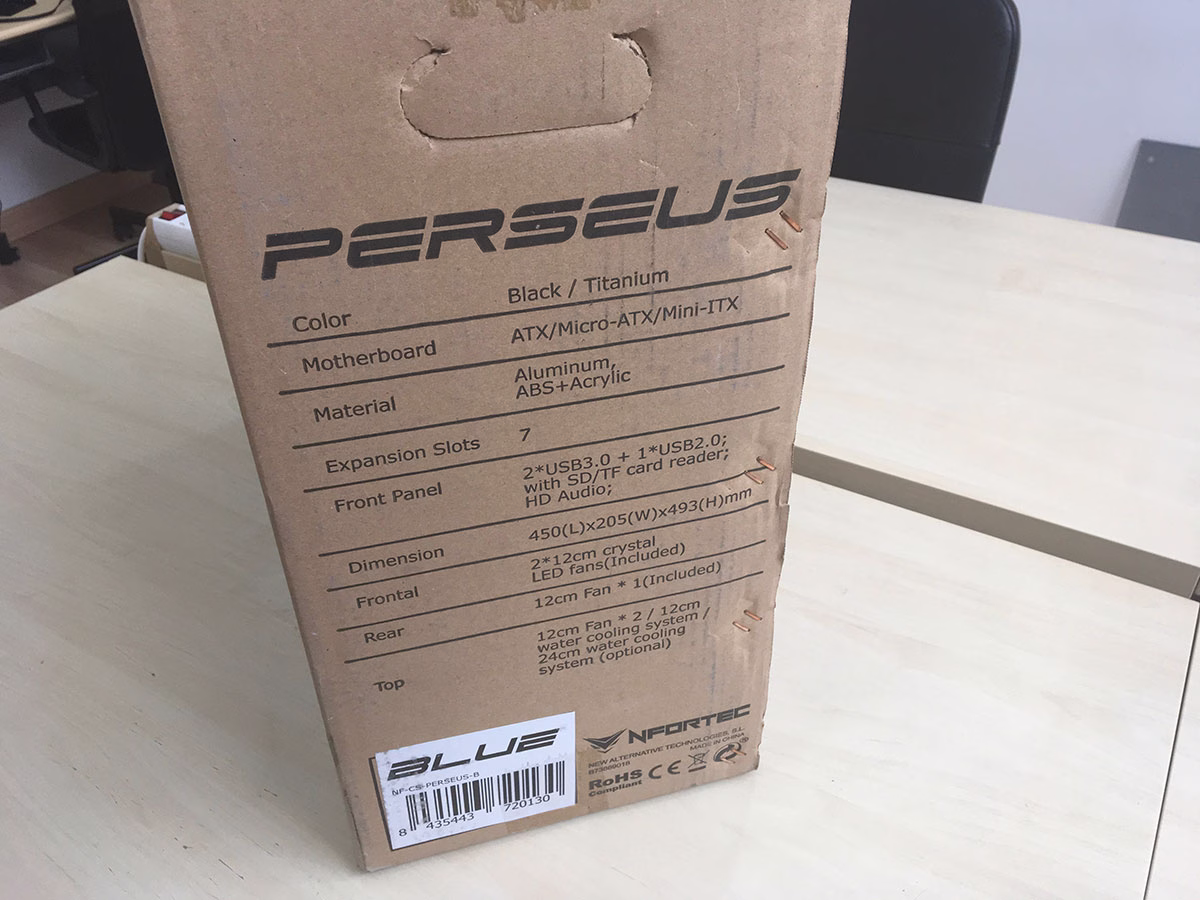 PERSEUS
Color Black / Titanium
Motherboard ATX/Micro-ATX/Mini-ITX
Material Aluminum,
ABS+Acrylic
Expansion Slots 7
Front Panel 2*USB3.0 + 1*USB2.0;
with SD/TF card reader;
HD Audio;
Dimension 450(L)x205(W)x493(H)mm
Frontal 2*12cm crystal
LED fans(Included)
Rear 12cm Fan * 1(Included)
Top 12cm Fan * 2 / 12cm
water cooling system /
24cm water cooling
system (optional)
BLUE
NF-CS-PERSEUS-B
8 435443 720130
NFORTEC
NEW ALTERNATIVE TECHNOLOGIES, S.L.
MADE IN CHINA
RoHS CE
Compliant